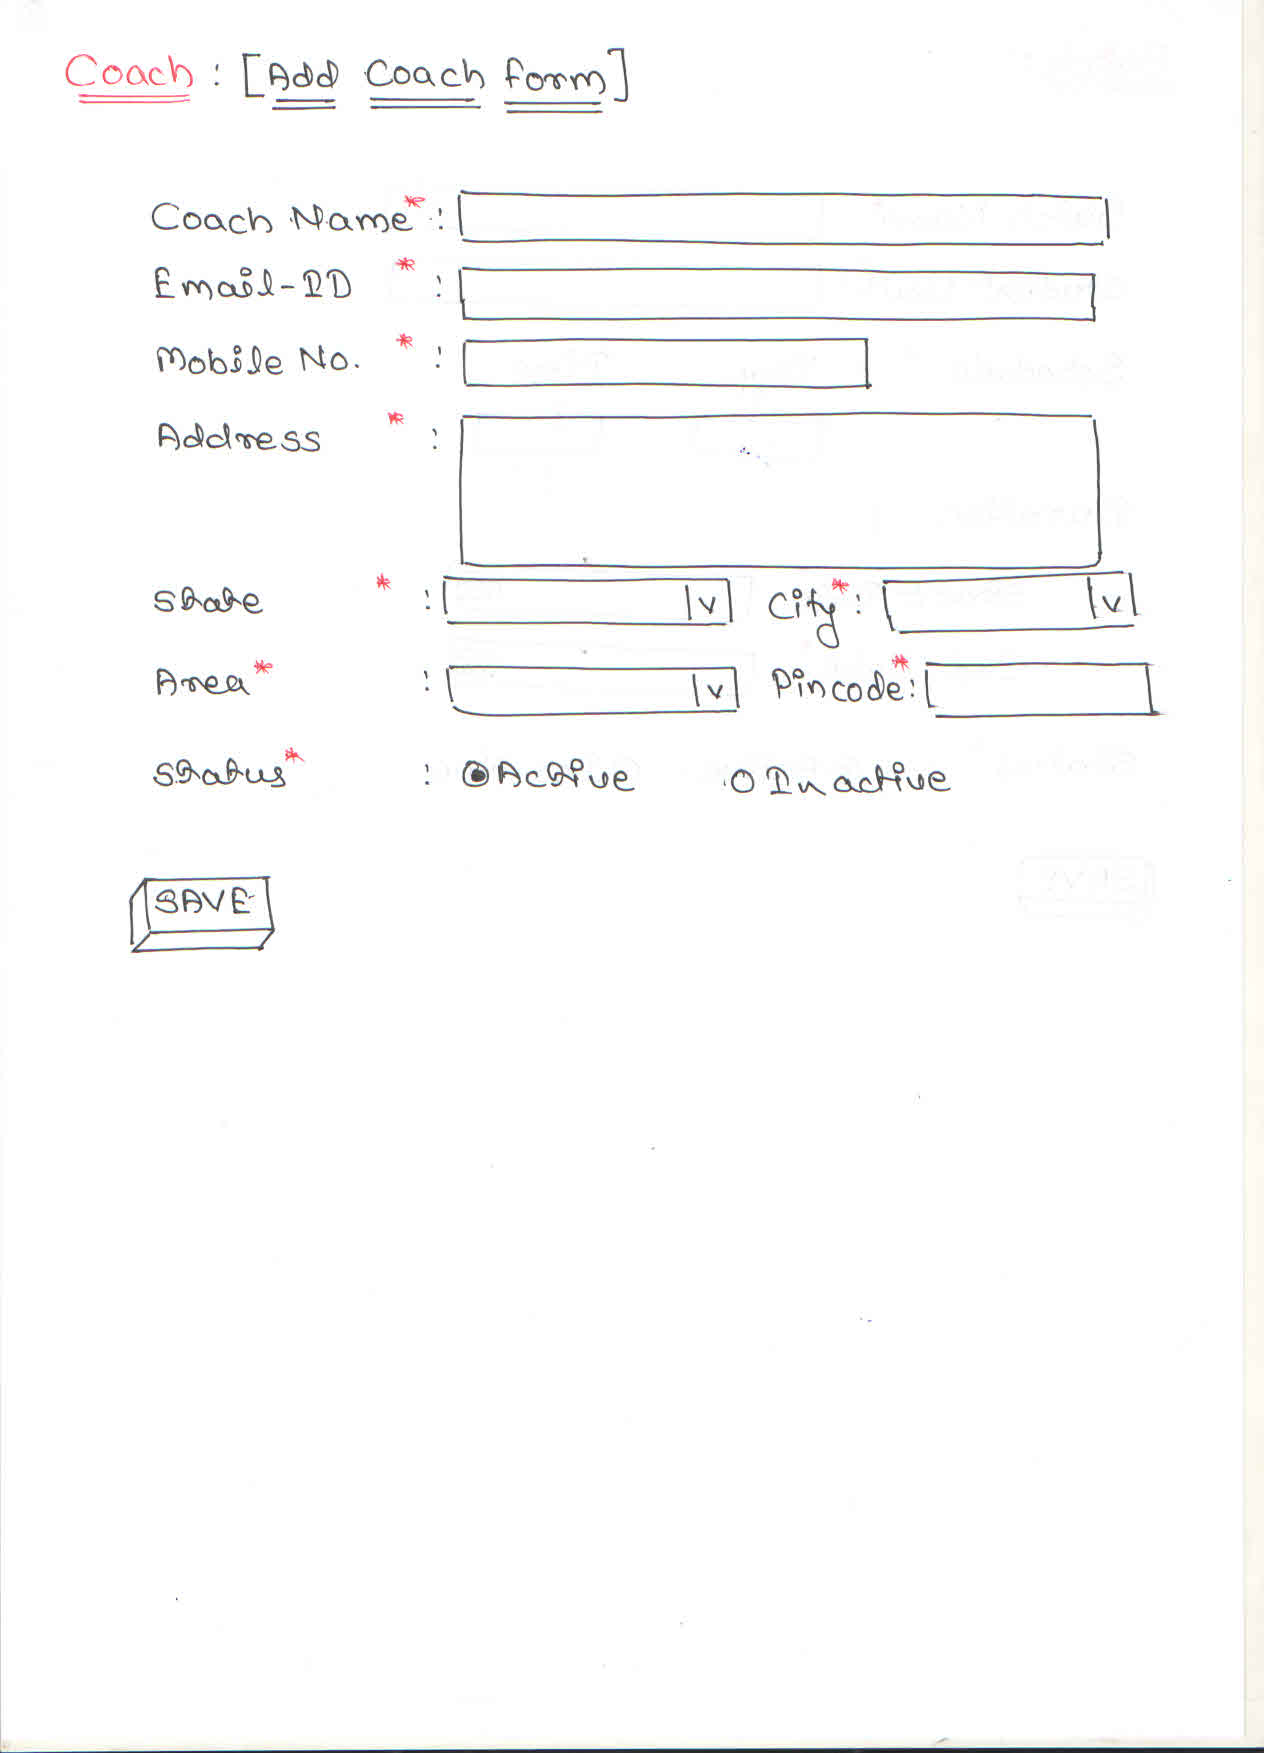 Coach : [Add Coach form]
Coach Name* :
Email-ID * :
Mobile No. * :
Address * :
State * : V City* : V
Area* : V Pincode* :
Status* : Active Inactive
SAVE